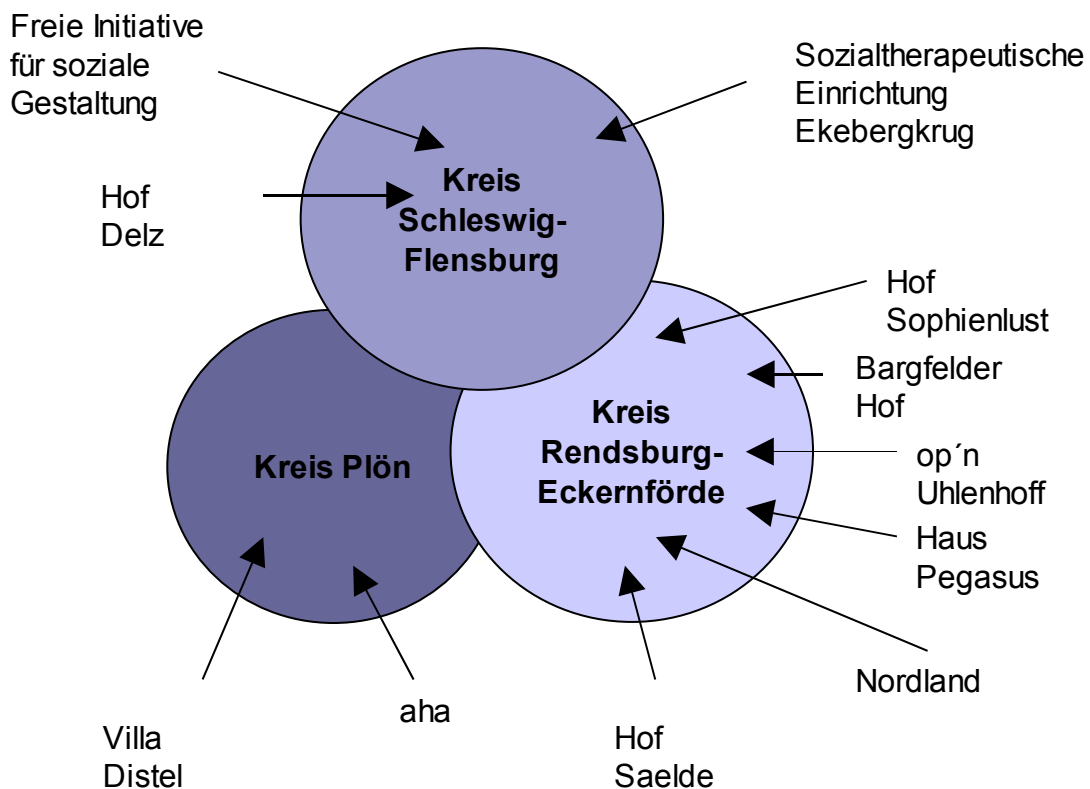 Freie Initiative
für soziale
Gestaltung
Sozialtherapeutische
Einrichtung
Ekebergkrug
Hof
Delz
Kreis
Schleswig-
Flensburg
Hof
Sophienlust
Bargfelder
Hof
Kreis
Rendsburg-
Eckernförde
Kreis Plön
op´n
Uhlenhoff
Haus
Pegasus
Nordland
aha
Villa
Distel
Hof
Saelde